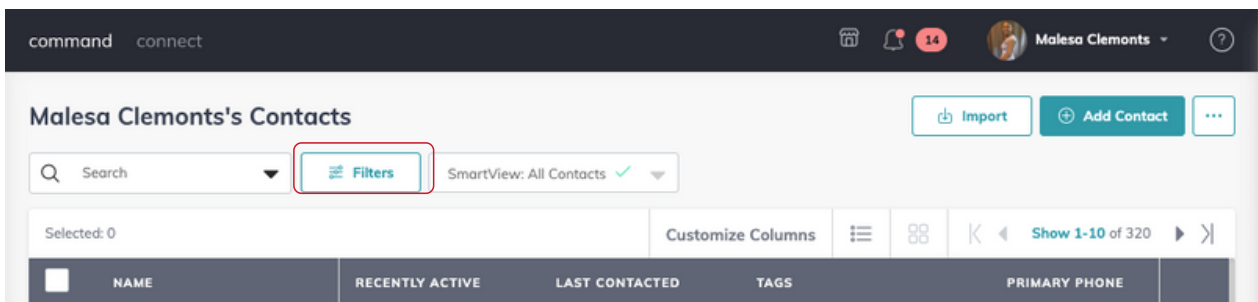 command connect 14 Malesa Clemonts ?
Malesa Clemonts's Contacts Import Add Contact ...
Search Filters SmartView: All Contacts
Selected: 0 Customize Columns Show 1-10 of 320
NAME RECENTLY ACTIVE LAST CONTACTED TAGS PRIMARY PHONE